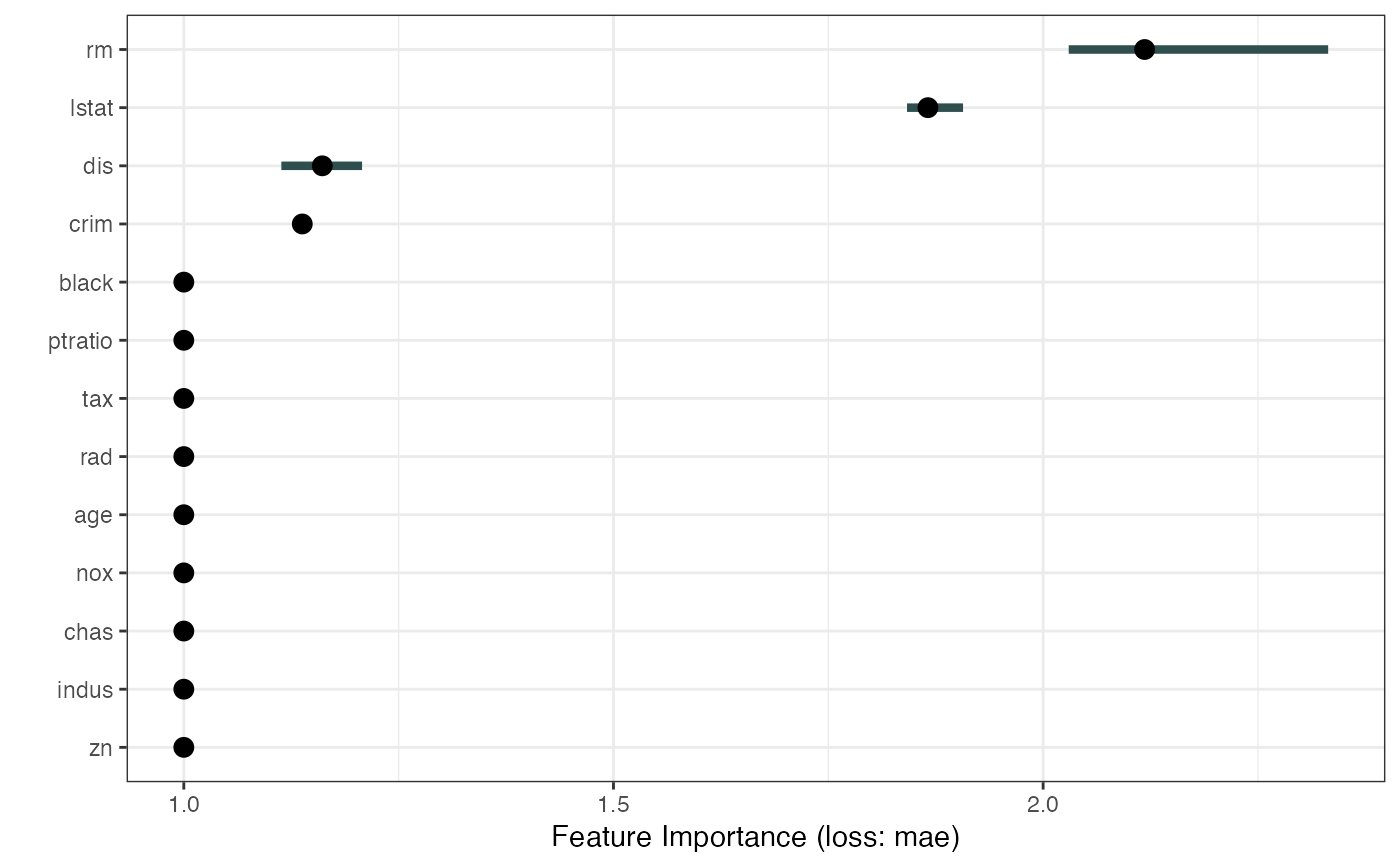 rm
lstat
dis
crim
black
ptratio
tax
rad
age
nox
chas
indus
zn
1.0 1.5 2.0
Feature Importance (loss: mae)